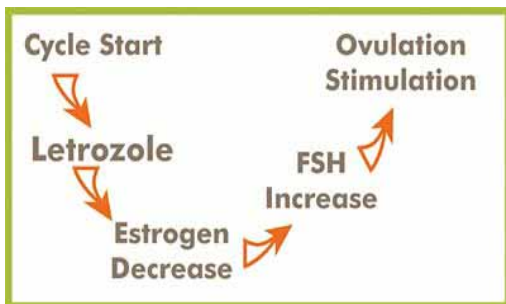 Cycle Start
Letrozole
Estrogen
Decrease
FSH
Increase
Ovulation
Stimulation